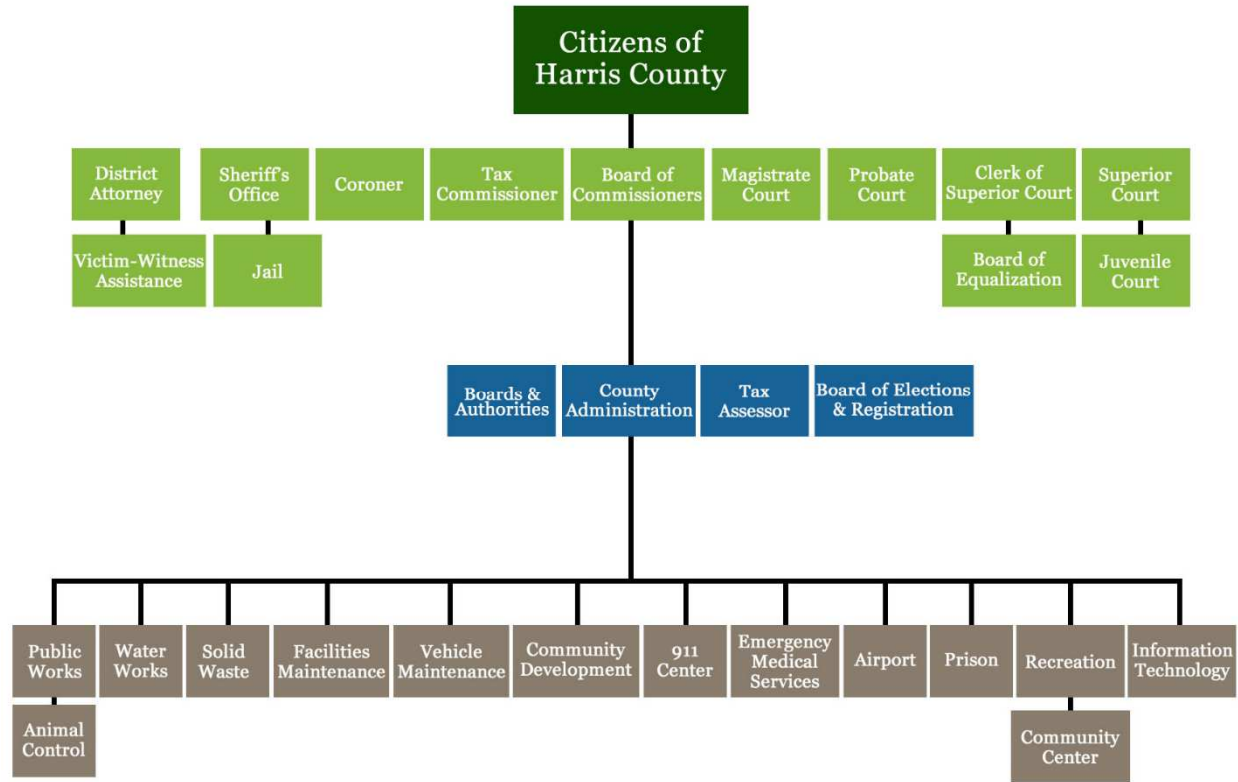 Citizens of
Harris County
District
Attorney
Sheriff's
Office
Coroner
Tax
Commissioner
Board of
Commissioners
Magistrate
Court
Probate
Court
Clerk of
Superior Court
Superior
Court
Victim-Witness
Assistance
Jail
Board of
Equalization
Juvenile
Court
Boards &
Authorities
County
Administration
Tax
Assessor
Board of Elections
& Registration
Public
Works
Water
Works
Solid
Waste
Facilities
Maintenance
Vehicle
Maintenance
Community
Development
911
Center
Emergency
Medical
Services
Airport
Prison
Recreation
Information
Technology
Animal
Control
Community
Center